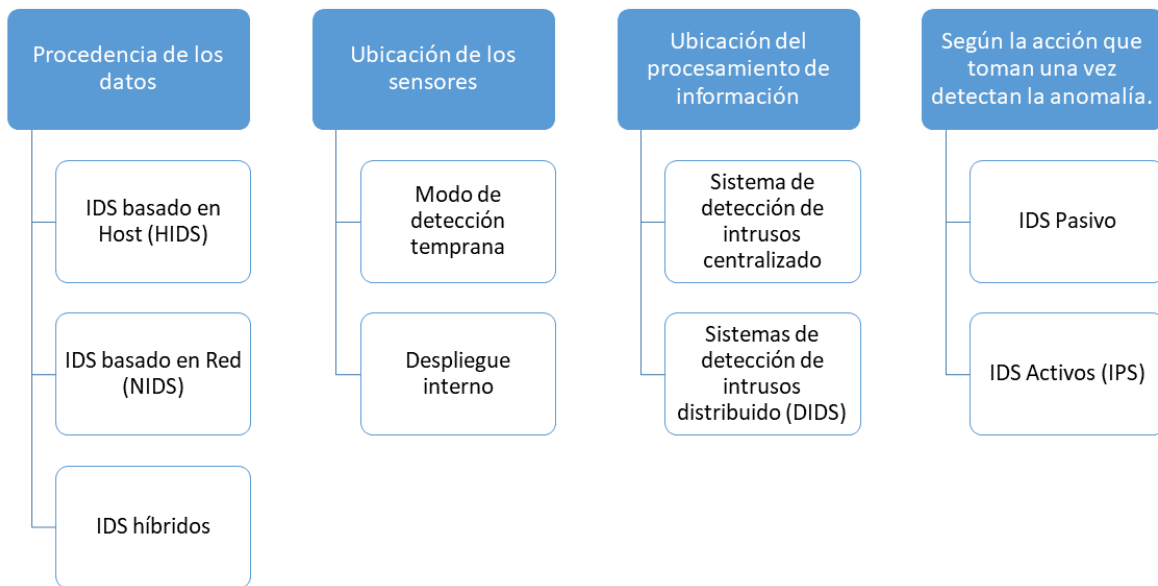 Procedencia de los
datos
IDS basado en
Host (HIDS)
IDS basado en Red
(NIDS)
IDS híbridos
Ubicación de los
sensores
Modo de
detección
temprana
Despliegue
interno
Ubicación del
procesamiento de
información
Sistema de
detección de
intrusos
centralizado
Sistemas de
detección de
intrusos
distribuido (DIDS)
Según la acción que
toman una vez
detectan la anomalía.
IDS Pasivo
IDS Activos (IPS)